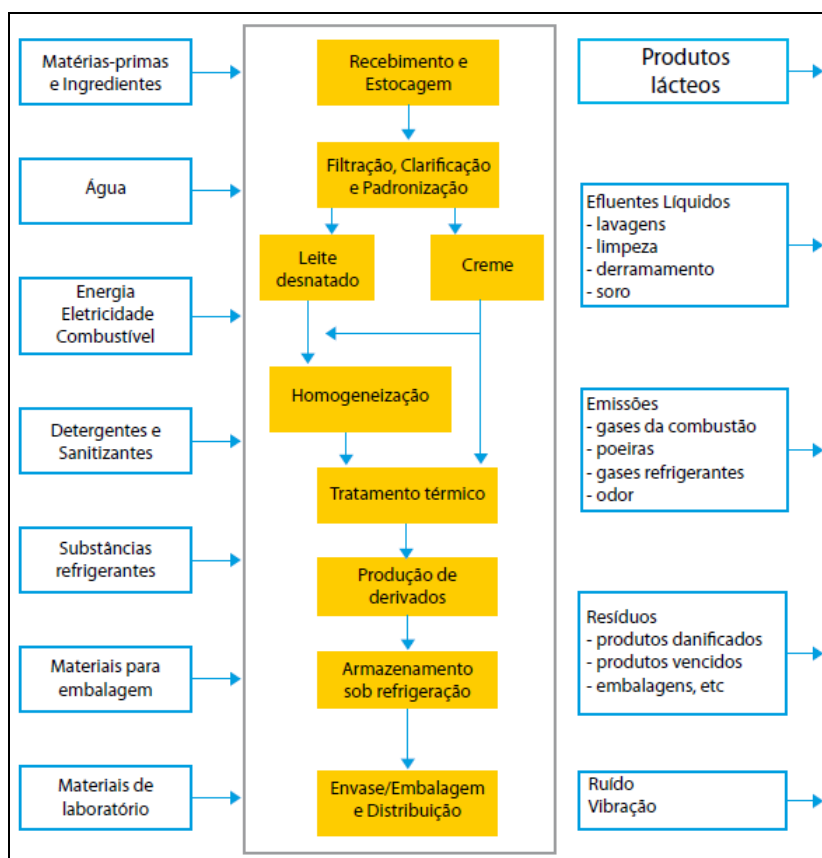 Matérias-primas
e Ingredientes
Água
Energia
Eletricidade
Combustível
Detergentes e
Sanitizantes
Substâncias
refrigerantes
Materiais para
embalagem
Materiais de
laboratório
Recebimento e
Estocagem
Filtração, Clarificação
e Padronização
Leite
desnatado
Creme
Homogeneização
Tratamento térmico
Produção de
derivados
Armazenamento
sob refrigeração
Envase/Embalagem
e Distribuição
Produtos
lácteos
Efluentes Líquidos
- lavagens
- limpeza
- derramamento
- soro
Emissões
- gases da combustão
- poeiras
- gases refrigerantes
- odor
Resíduos
- produtos danificados
- produtos vencidos
- embalagens, etc
Ruído
Vibração